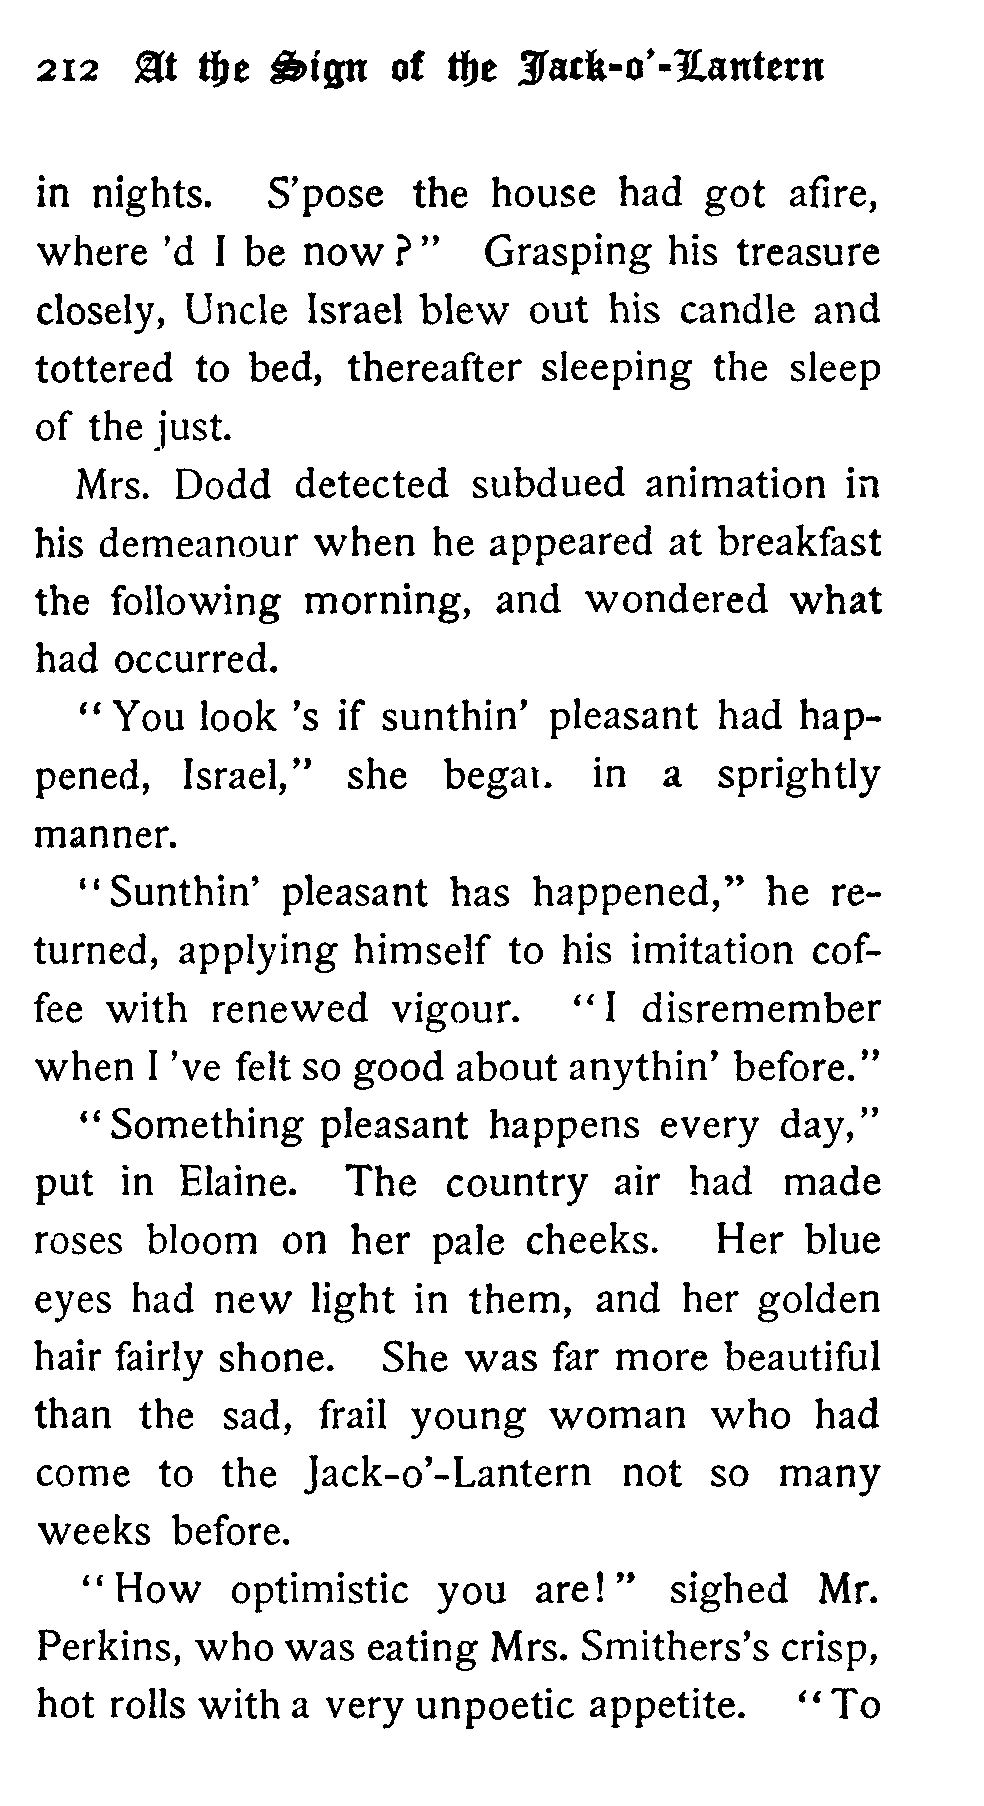 212 At the Sign of the Jack-o'-Lantern
in nights. S'pose the house had got afire,
where 'd I be now?" Grasping his treasure
closely, Uncle Israel blew out his candle and
tottered to bed, thereafter sleeping the sleep
of the just.
Mrs. Dodd detected subdued animation in
his demeanour when he appeared at breakfast
the following morning, and wondered what
had occurred.
"You look 's if sunthin' pleasant had hap-
pened, Israel," she began in a sprightly
manner.
"Sunthin' pleasant has happened," he re-
turned, applying himself to his imitation cof-
fee with renewed vigour. "I disremember
when I 've felt so good about anythin' before."
"Something pleasant happens every day,"
put in Elaine. The country air had made
roses bloom on her pale cheeks. Her blue
eyes had new light in them, and her golden
hair fairly shone. She was far more beautiful
than the sad, frail young woman who had
come to the Jack-o'-Lantern not so many
weeks before.
"How optimistic you are!" sighed Mr.
Perkins, who was eating Mrs. Smithers's crisp,
hot rolls with a very unpoetic appetite. "To